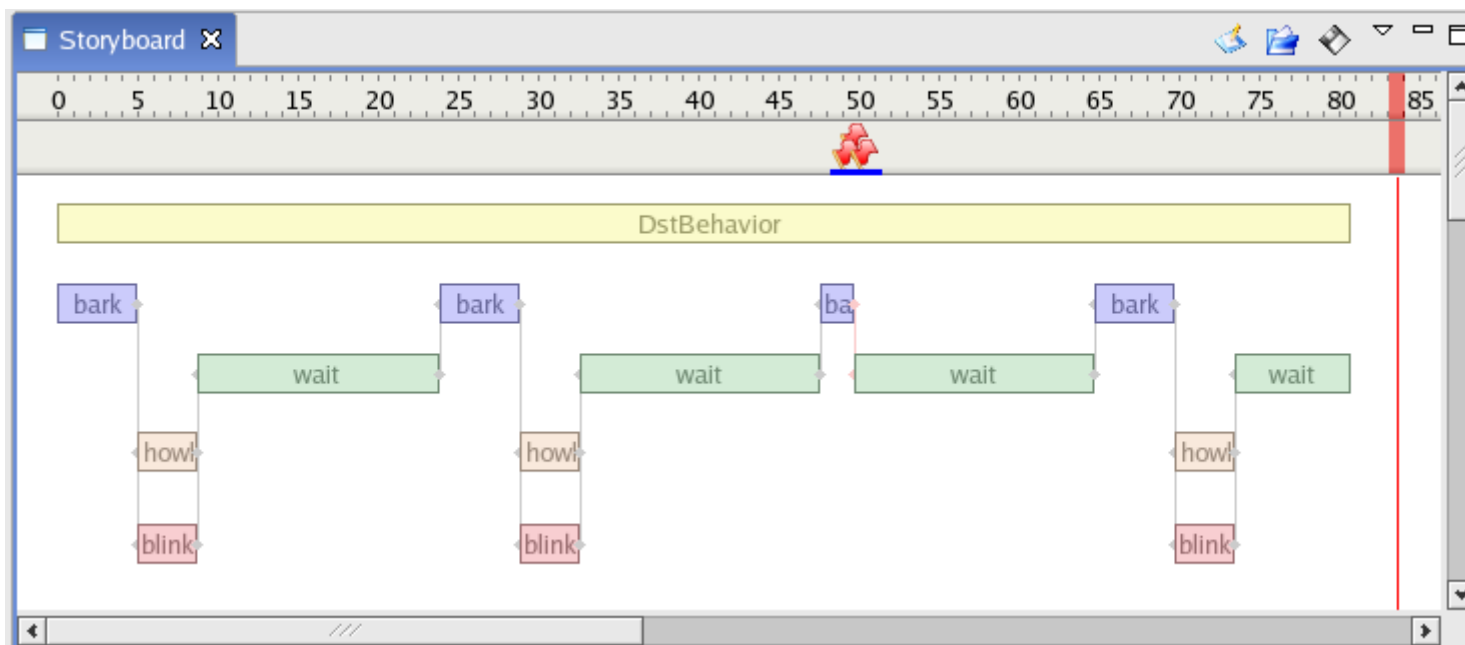 Storyboard
0 5 10 15 20 25 30 35 40 45 50 55 60 65 70 75 80 85
DstBehavior
bark bark ba bark
wait wait wait wait
howl howl howl
blink blink blink